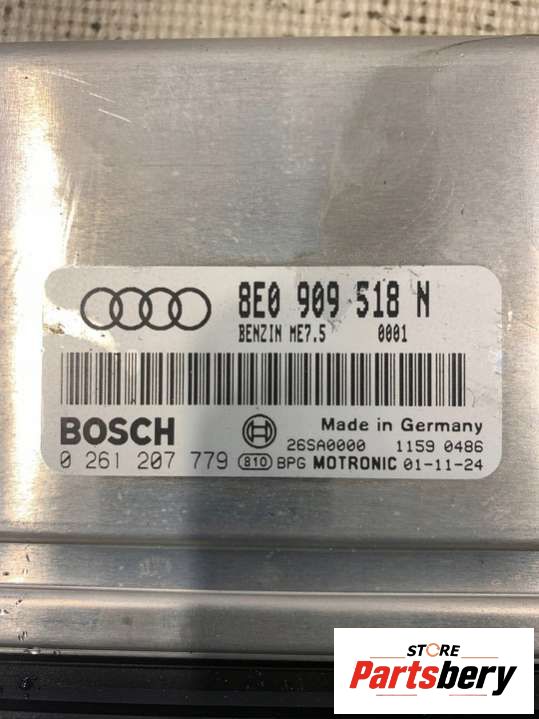 8E0 909 518 N
BENZIN ME7.5 0001
BOSCH
Made in Germany
26SA0000 1159 0486
0 261 207 779 810 BPG MOTRONIC 01-11-24
STORE
Partsbery